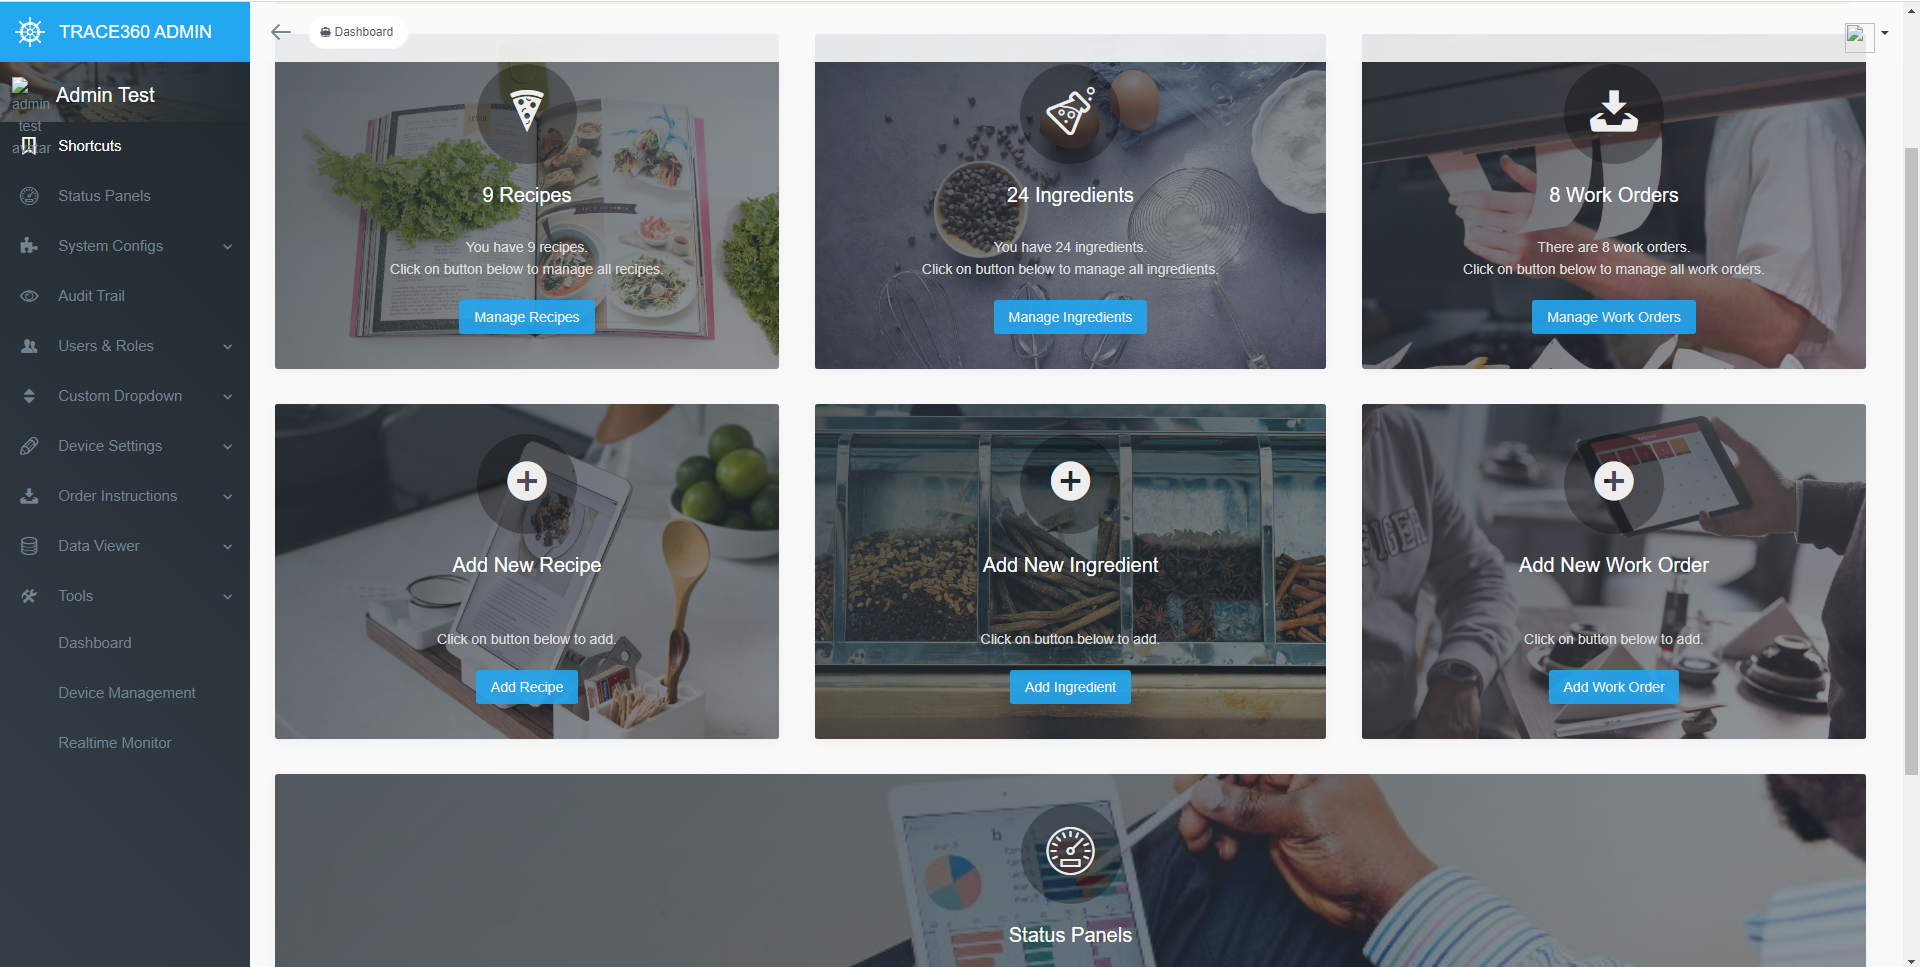 TRACE360 ADMIN
Dashboard
admin test avatar
Admin Test
Shortcuts
Status Panels
System Configs
Audit Trail
Users & Roles
Custom Dropdown
Device Settings
Order Instructions
Data Viewer
Tools
Dashboard
Device Management
Realtime Monitor
9 Recipes
You have 9 recipes.
Click on button below to manage all recipes.
Manage Recipes
24 Ingredients
You have 24 ingredients.
Click on button below to manage all ingredients.
Manage Ingredients
8 Work Orders
There are 8 work orders.
Click on button below to manage all work orders.
Manage Work Orders
Add New Recipe
Click on button below to add.
Add Recipe
Add New Ingredient
Click on button below to add.
Add Ingredient
Add New Work Order
Click on button below to add.
Add Work Order
Status Panels